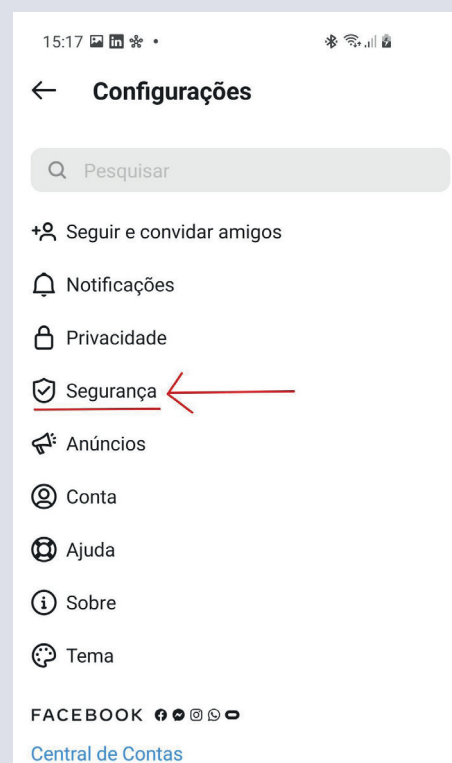 15:17
Configurações
Pesquisar
Seguir e convidar amigos
Notificações
Privacidade
Segurança
Anúncios
Conta
Ajuda
Sobre
Tema
FACEBOOK
Central de Contas